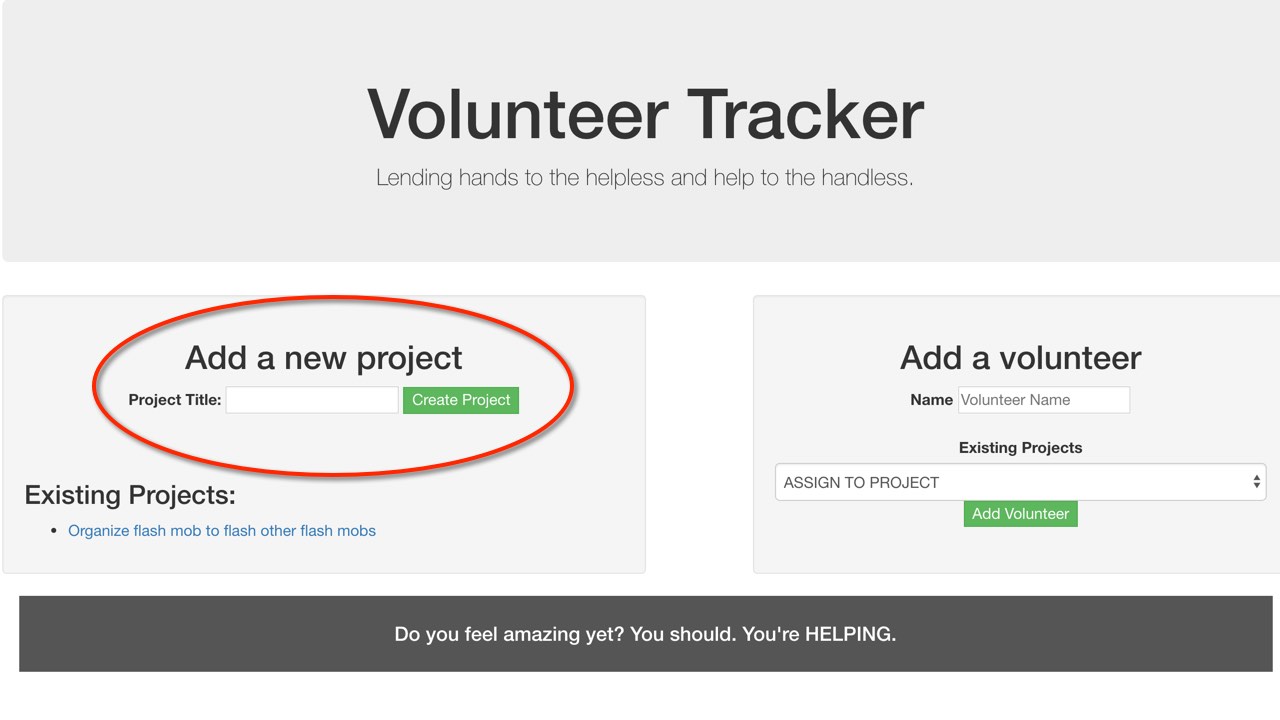 Volunteer Tracker
Lending hands to the helpless and help to the handless.
Add a new project
Project Title: Create Project
Existing Projects:
• Organize flash mob to flash other flash mobs
Add a volunteer
Name Volunteer Name
Existing Projects
ASSIGN TO PROJECT
Add Volunteer
Do you feel amazing yet? You should. You're HELPING.